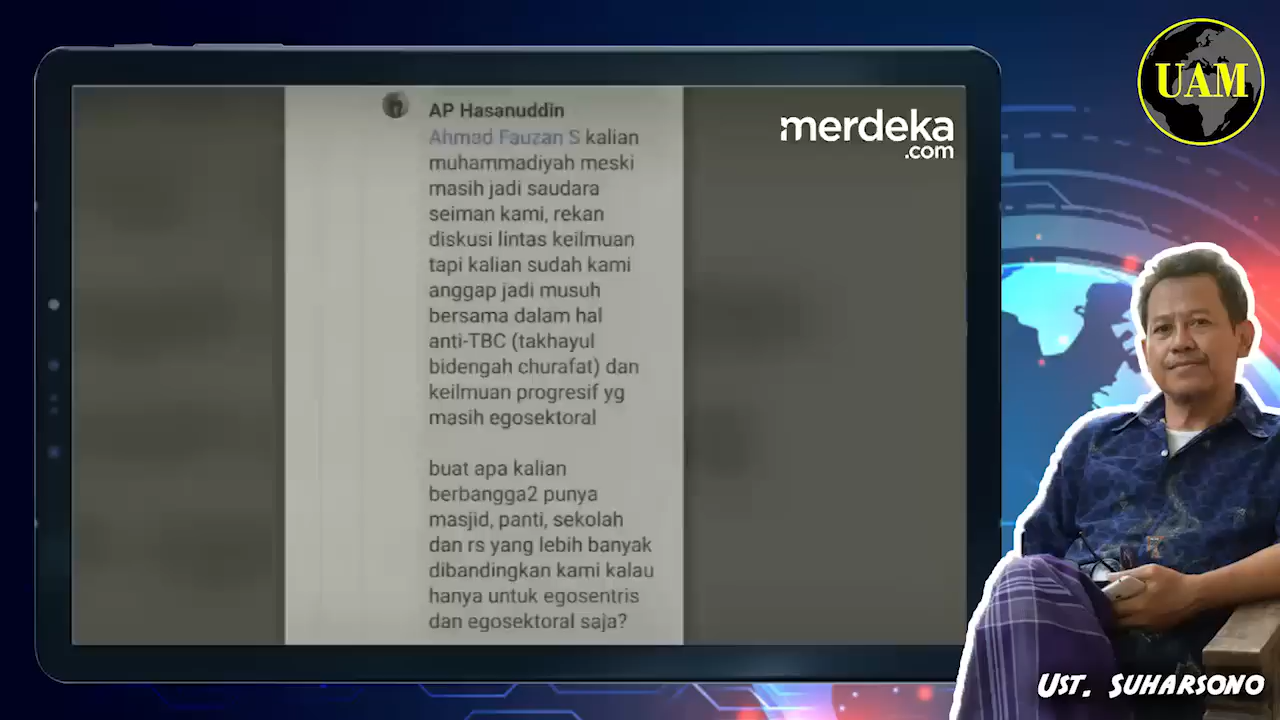 UAM
merdeka
.com
AP Hasanuddin
Ahmad Fauzan S kalian
muhammadiyah meski
masih jadi saudara
seiman kami, rekan
diskusi lintas keilmuan
tapi kalian sudah kami
anggap jadi musuh
bersama dalam hal
anti-TBC (takhayul
bidengah churafat) dan
keilmuan progresif yg
masih egosektoral
buat apa kalian
berbangga2 punya
masjid, panti, sekolah
dan rs yang lebih banyak
dibandingkan kami kalau
hanya untuk egosentris
dan egosektoral saja?
Ust. Suharsono